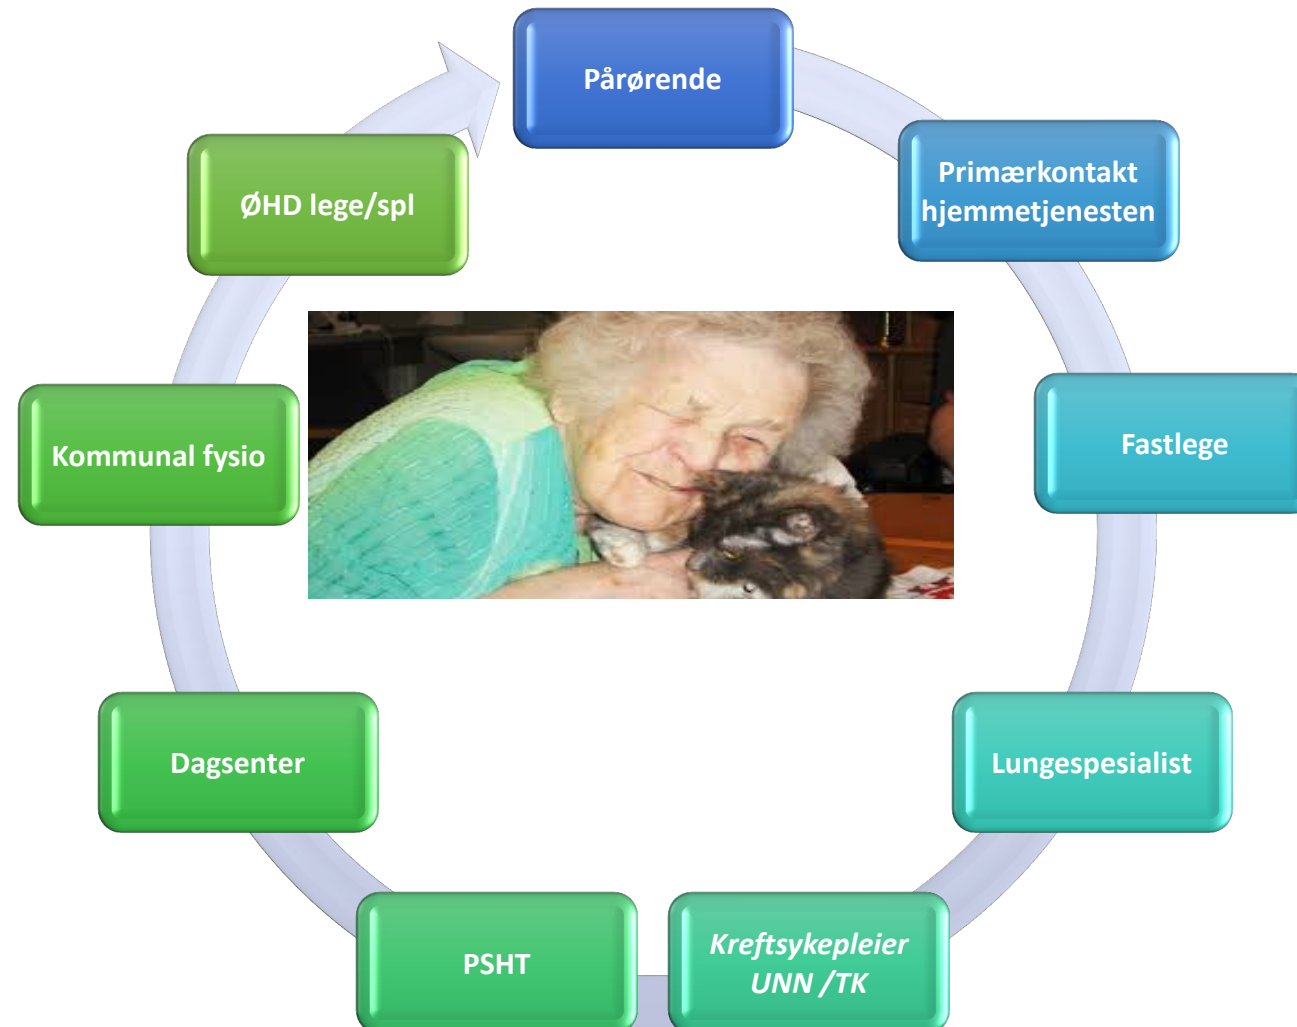 Pårørende
Primærkontakt
hjemmetjenesten
Fastlege
Lungespesialist
Kreftsykepleier
UNN /TK
PSHT
Dagsenter
Kommunal fysio
ØHD lege/spl